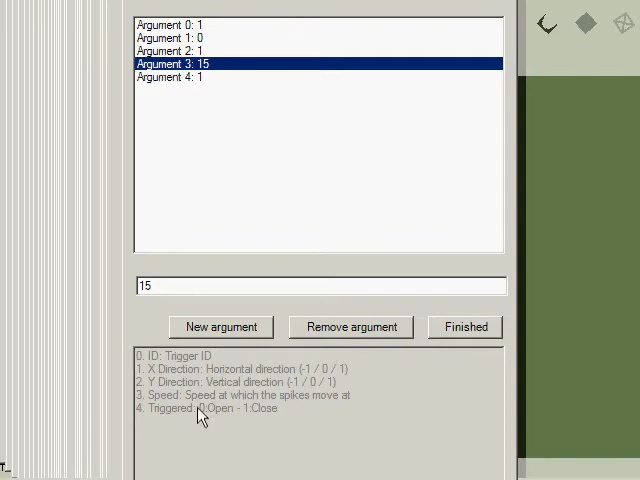 Argument 0: 1
Argument 1: 0
Argument 2: 1
Argument 3: 15
Argument 4: 1
15
New argument
Remove argument
Finished
0. ID: Trigger ID
1. X Direction: Horizontal direction (-1 / 0 / 1)
2. Y Direction: Vertical direction (-1 / 0 / 1)
3. Speed: Speed at which the spikes move at
4. Triggered: 0:Open - 1:Close